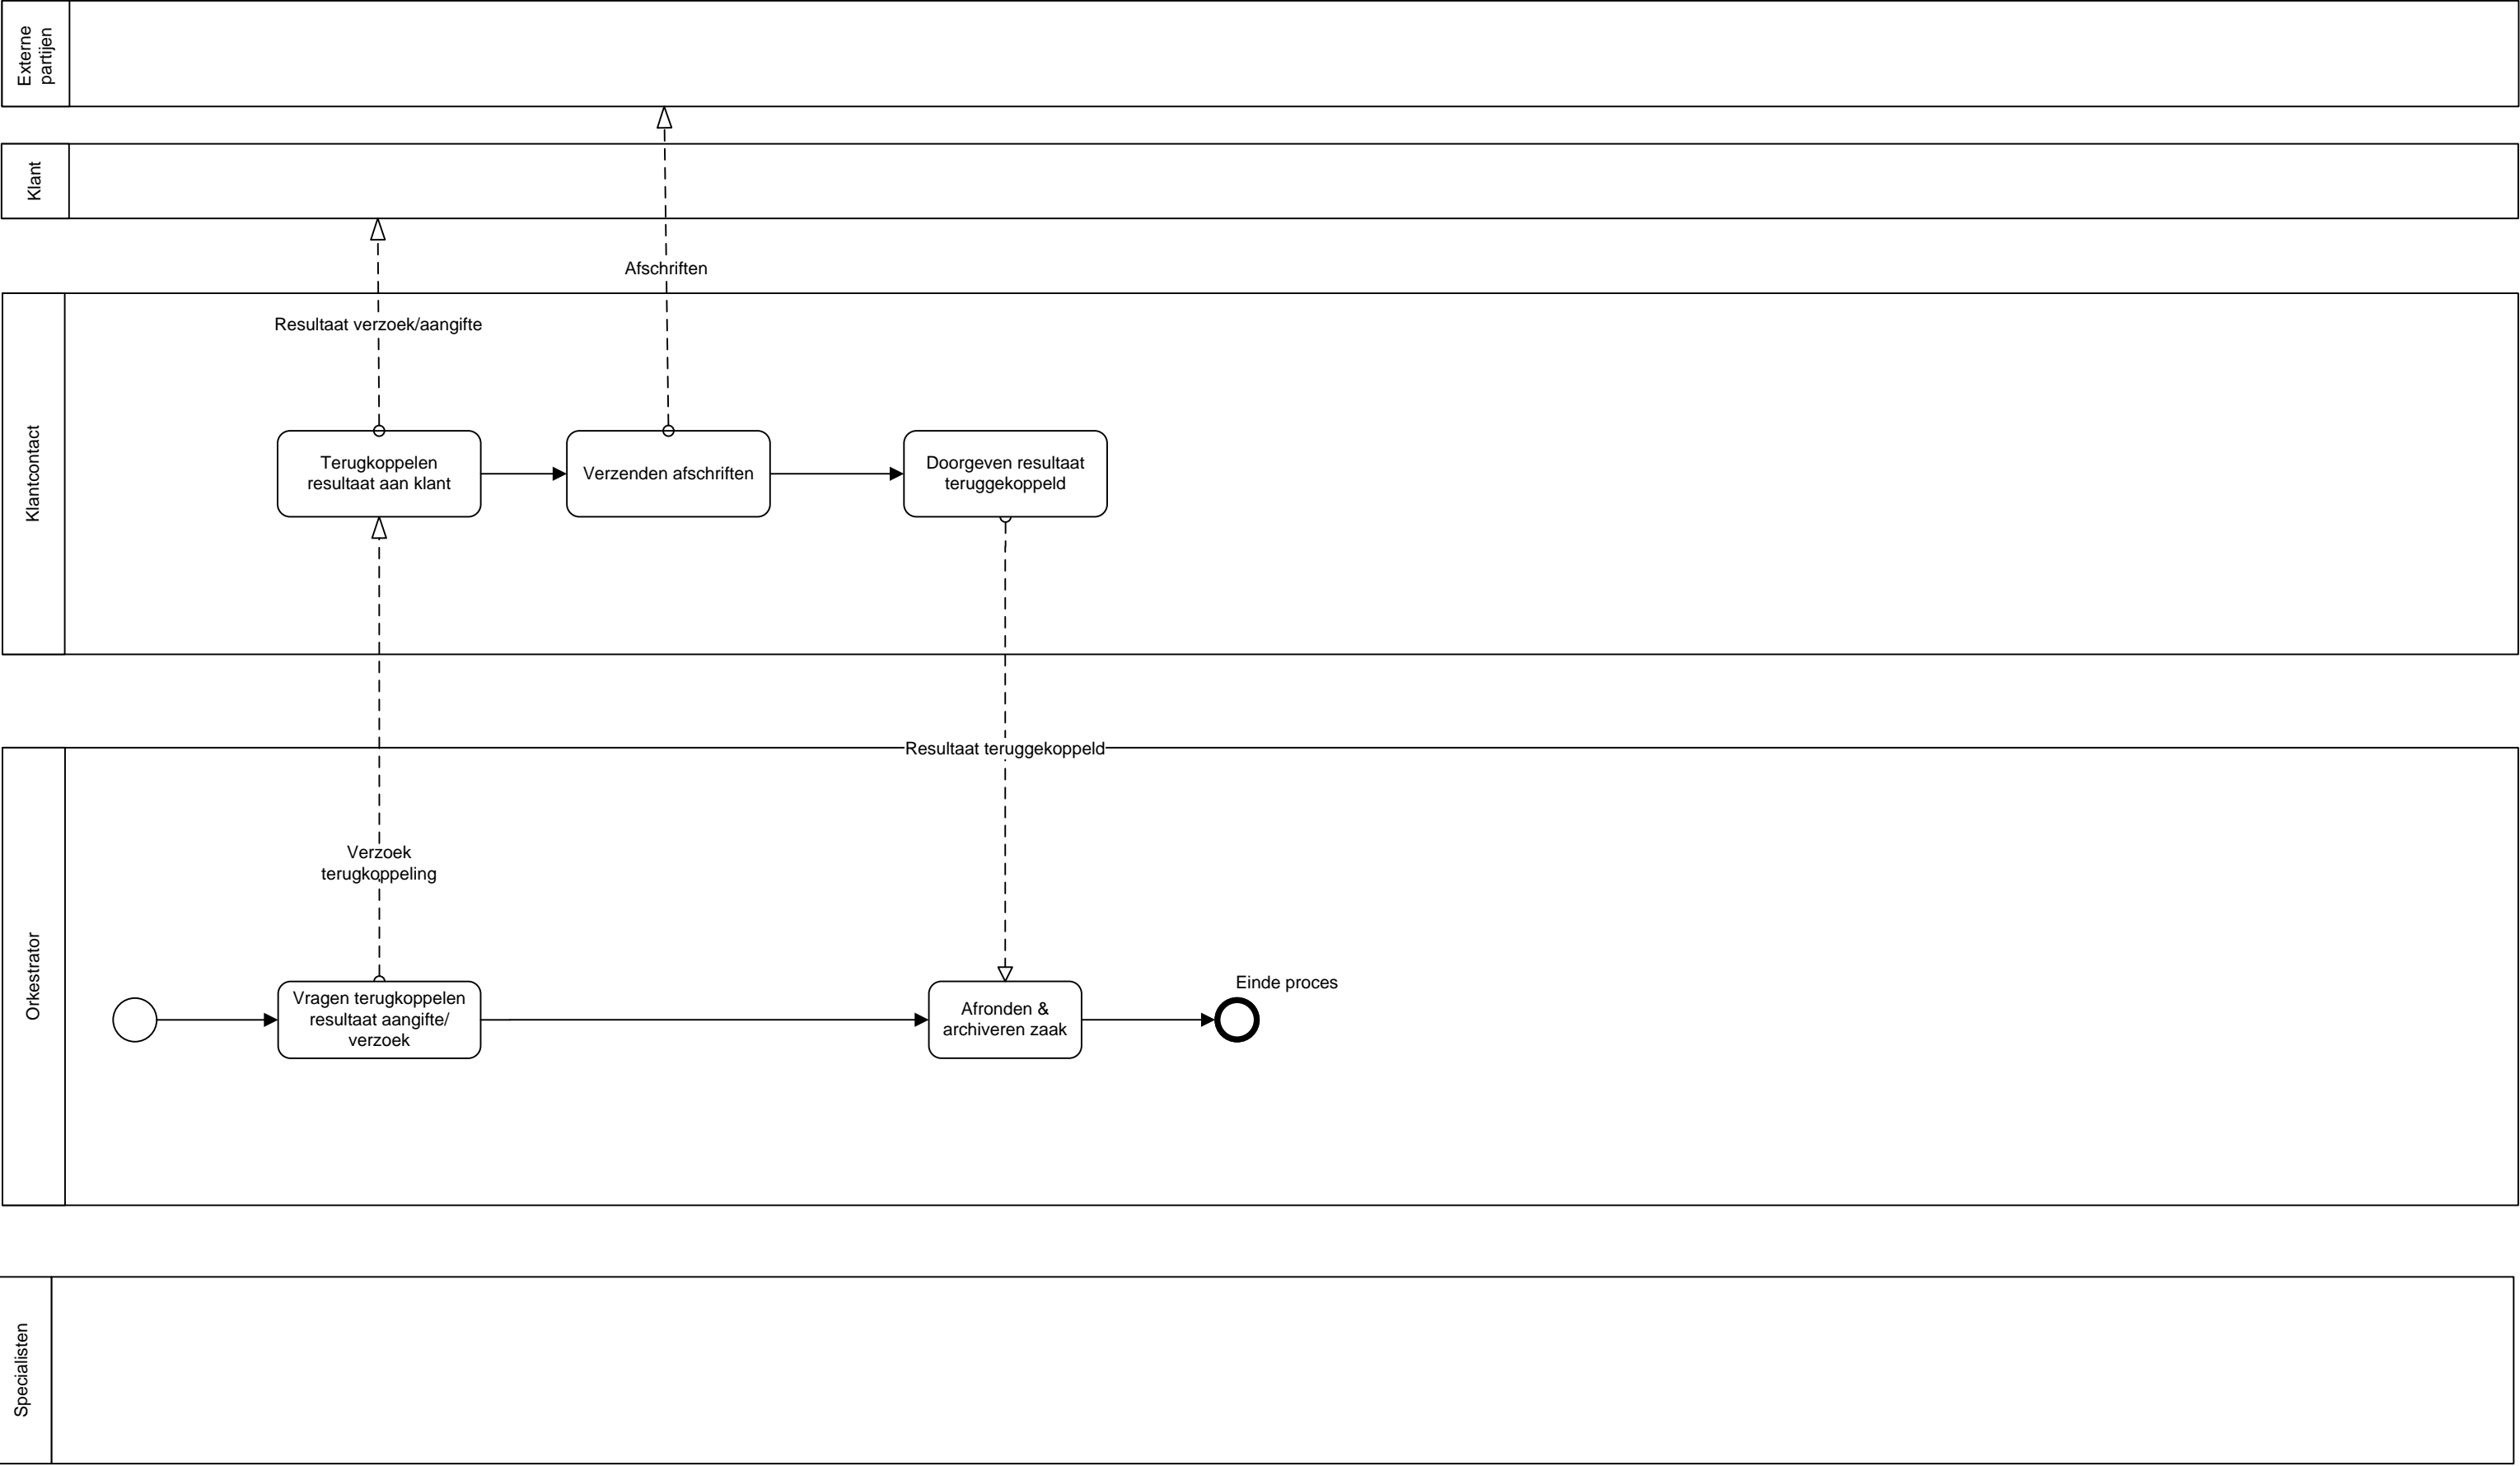 Externe
partijen
Klant
Afschriften
Resultaat verzoek/aangifte
Klantcontact
Terugkoppelen
resultaat aan klant
Verzenden afschriften
Doorgeven resultaat
teruggekoppeld
Resultaat teruggekoppeld
Verzoek
terugkoppeling
Orkestrator
Vragen terugkoppelen
resultaat aangifte/
verzoek
Afronden &
archiveren zaak
Einde proces
Specialisten